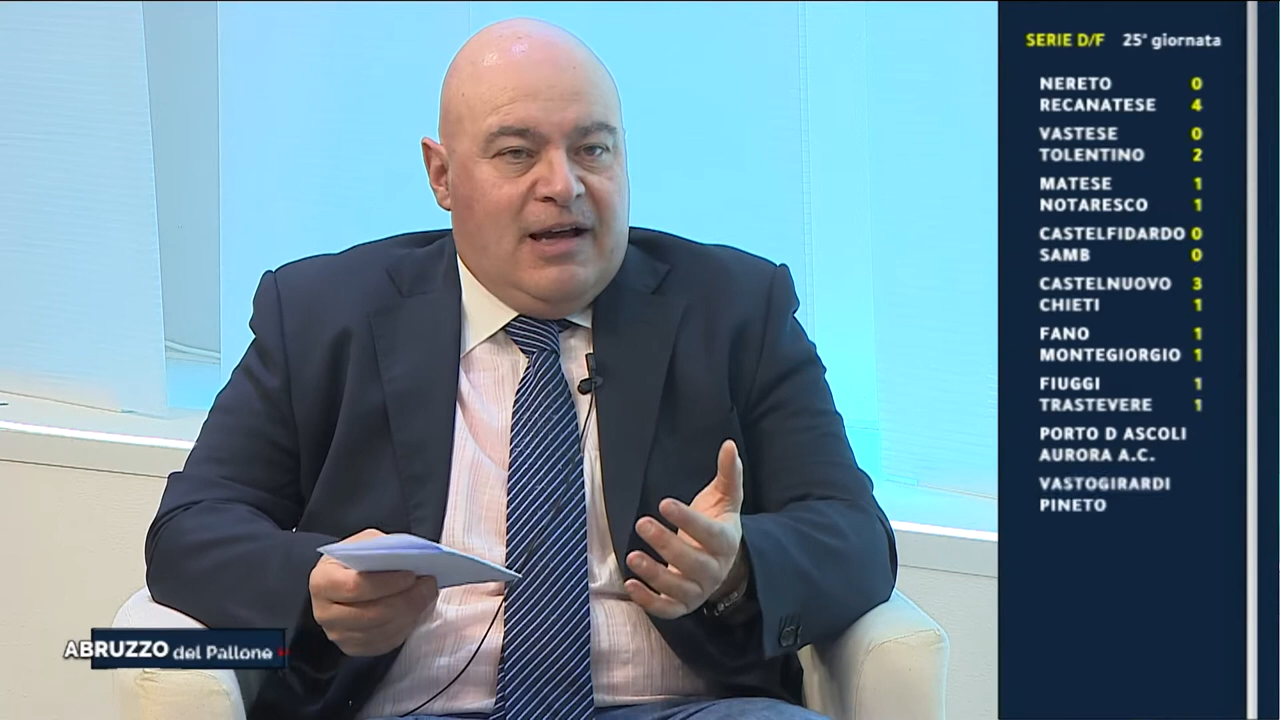 SERIE D/F 25ª giornata
NERETO 0
RECANATESE 4
VASTESE 0
TOLENTINO 2
MATESE 1
NOTARESCO 1
CASTELFIDARDO 0
SAMB 0
CASTELNUOVO 3
CHIETI 1
FANO 1
MONTEGIORGIO 1
FIUGGI 1
TRASTEVERE 1
PORTO D ASCOLI
AURORA A.C.
VASTOGIRARDI
PINETO
ABRUZZO del Pallone